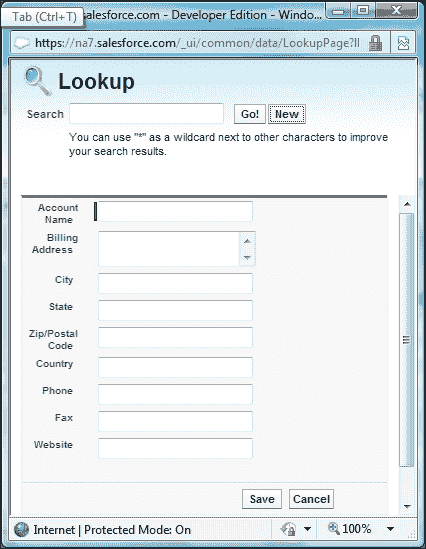 Tab (Ctrl+T)
salesforce.com - Developer Edition - Windo...
https://na7.salesforce.com/_ui/common/data/LookupPage?l
Lookup
Search
Go!
New
You can use "*" as a wildcard next to other characters to improve
your search results.
Account
Name
Billing
Address
City
State
Zip/Postal
Code
Country
Phone
Fax
Website
Save
Cancel
Internet | Protected Mode: On
100%